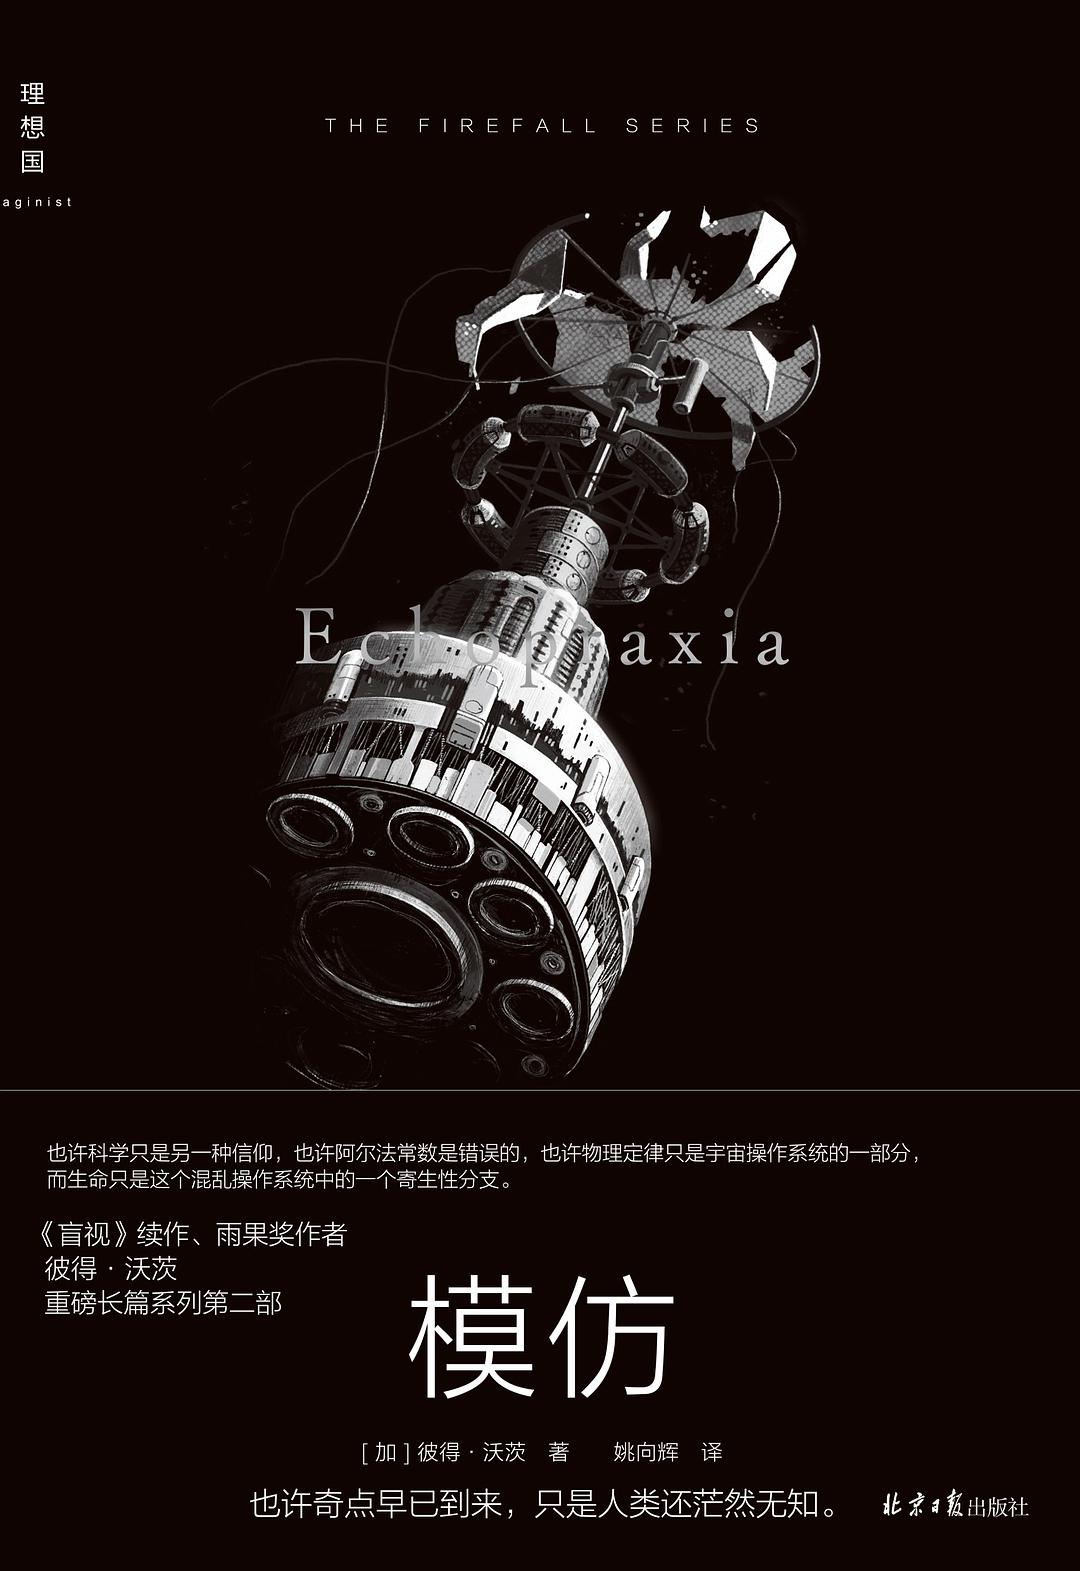 理想国
aginist
THE FIREFALL SERIES
Echopraxia
也许科学只是另一种信仰，也许阿尔法常数是错误的，也许物理定律只是宇宙操作系统的一部分，
而生命只是这个混乱操作系统中的一个寄生性分支。
《盲视》续作、雨果奖作者
彼得·沃茨
重磅长篇系列第二部
模仿
[加]彼得·沃茨 著 姚向辉 译
也许奇点早已到来，只是人类还茫然无知。
北京日报出版社